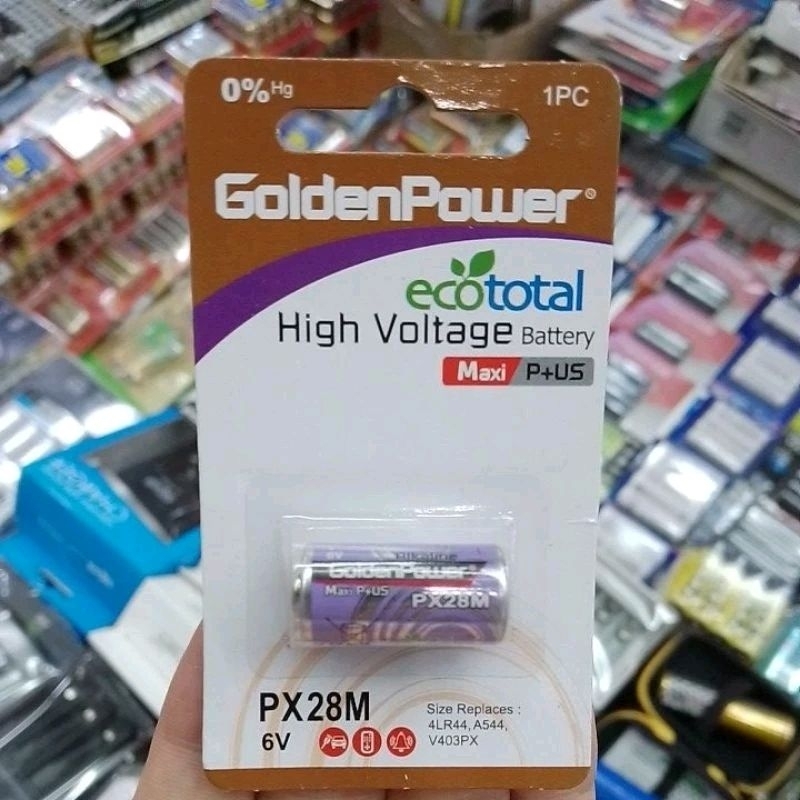 0% Hg
1PC
GoldenPower®
ecototal
High Voltage Battery
Maxi P+US
6V Alkaline
GoldenPower®
Maxi P+US
PX28M
PX28M
6V
Size Replaces :
4LR44, A544,
V403PX